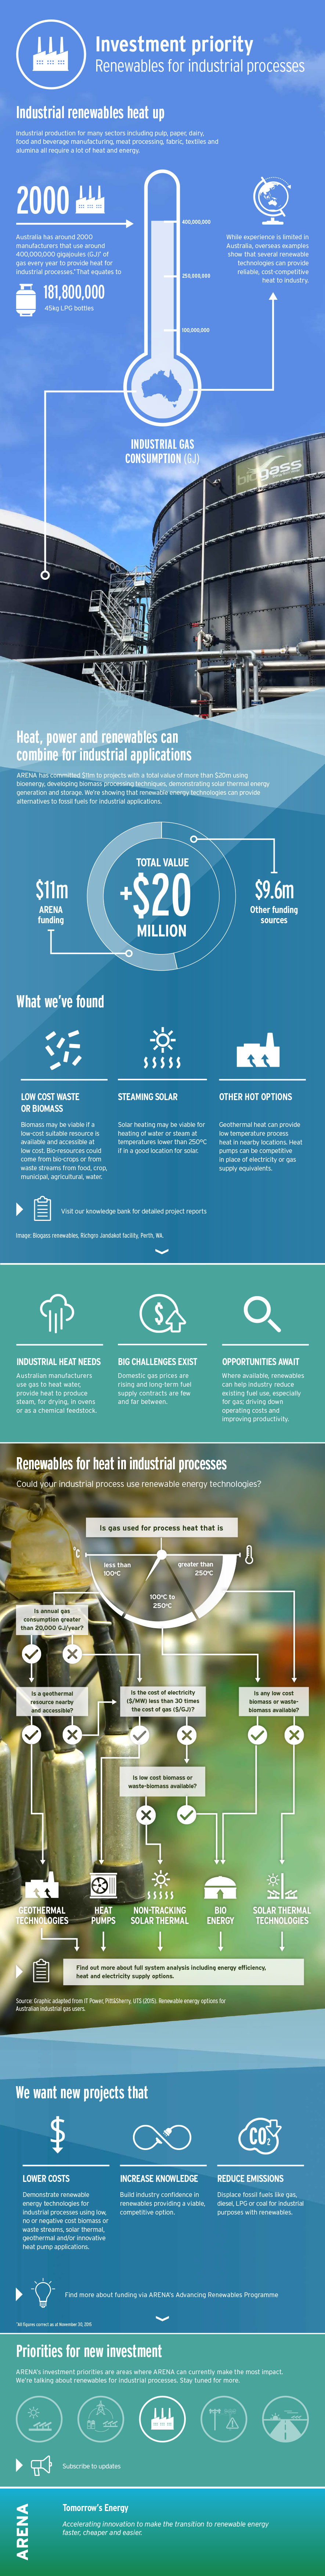 Investment priority
Renewables for industrial processes
Industrial renewables heat up
Industrial production for many sectors including pulp, paper, dairy,
food and beverage manufacturing, meat processing, fabric, textiles and
alumina all require a lot of heat and energy.
2000
Australia has around 2000
manufacturers that use around
400,000,000 gigajoules (GJ)* of
gas every year to provide heat for
industrial processes. That equates to
181,800,000
45kg LPG bottles
400,000,000
250,000,000
100,000,000
While experience is limited in
Australia, overseas examples
show that several renewable
technologies can provide
reliable, cost-competitive
heat to industry.
INDUSTRIAL GAS
CONSUMPTION (GJ)
biogass
Heat, power and renewables can
combine for industrial applications
ARENA has committed $11m to projects with a total value of more than $20m using
bioenergy, developing biomass processing techniques, demonstrating solar thermal energy
generation and storage. We're showing that renewable energy technologies can provide
alternatives to fossil fuels for industrial applications.
$11m
ARENA
funding
TOTAL VALUE
+$20
MILLION
$9.6m
Other funding
sources
What we've found
LOW COST WASTE
OR BIOMASS
Biomass may be viable if a
low-cost suitable resource is
available and accessible at
low cost. Bio-resources could
come from bio-crops or from
waste streams from food, crop,
municipal, agricultural, water.
STEAMING SOLAR
Solar heating may be viable for
heating of water or steam at
temperatures lower than 250ºC
if in a good location for solar.
OTHER HOT OPTIONS
Geothermal heat can provide
low temperature process
heat in nearby locations. Heat
pumps can be competitive
in place of electricity or gas
supply equivalents.
Visit our knowledge bank for detailed project reports
Image: Biogass renewables, Richgro Jandakot facility, Perth, WA.
INDUSTRIAL HEAT NEEDS
Australian manufacturers
use gas to heat water,
provide heat to produce
steam, for drying, in ovens
or as a chemical feedstock.
$
BIG CHALLENGES EXIST
Domestic gas prices are
rising and long-term fuel
supply contracts are few
and far between.
OPPORTUNITIES AWAIT
Where available, renewables
can help industry reduce
existing fuel use, especially
for gas; driving down
operating costs and
improving productivity.
Renewables for heat in industrial processes
Could your industrial process use renewable energy technologies?
Is gas used for process heat that is
ºC
less than
100ºC
100ºC to
250ºC
greater than
250ºC
Is annual gas
consumption greater
than 20,000 GJ/year?
Is a geothermal
resource nearby
and accessible?
Is the cost of electricity
($/MW) less than 30 times
the cost of gas ($/GJ)?
Is any low cost
biomass or waste-
biomass available?
Is low cost biomass or
waste-biomass available?
GEOTHERMAL
TECHNOLOGIES
HEAT
PUMPS
NON-TRACKING
SOLAR THERMAL
BIO
ENERGY
SOLAR THERMAL
TECHNOLOGIES
Find out more about full system analysis including energy efficiency,
heat and electricity supply options.
Source: Graphic adapted from IT Power, Pitt&Sherry, UTS (2015). Renewable energy options for
Australian industrial gas users.
We want new projects that
$
LOWER COSTS
Demonstrate renewable
energy technologies for
industrial processes using low,
no or negative cost biomass or
waste streams, solar thermal,
geothermal and/or innovative
heat pump applications.
INCREASE KNOWLEDGE
Build industry confidence in
renewables providing a viable,
competitive option.
CO2
REDUCE EMISSIONS
Displace fossil fuels like gas,
diesel, LPG or coal for industrial
purposes with renewables.
Find more about funding via ARENA's Advancing Renewables Programme
*All figures correct as at November 30, 2015
Priorities for new investment
ARENA's investment priorities are areas where ARENA can currently make the most impact.
We're talking about renewables for industrial processes. Stay tuned for more.
Subscribe to updates
ARENA
Tomorrow's Energy
Accelerating innovation to make the transition to renewable energy
faster, cheaper and easier.